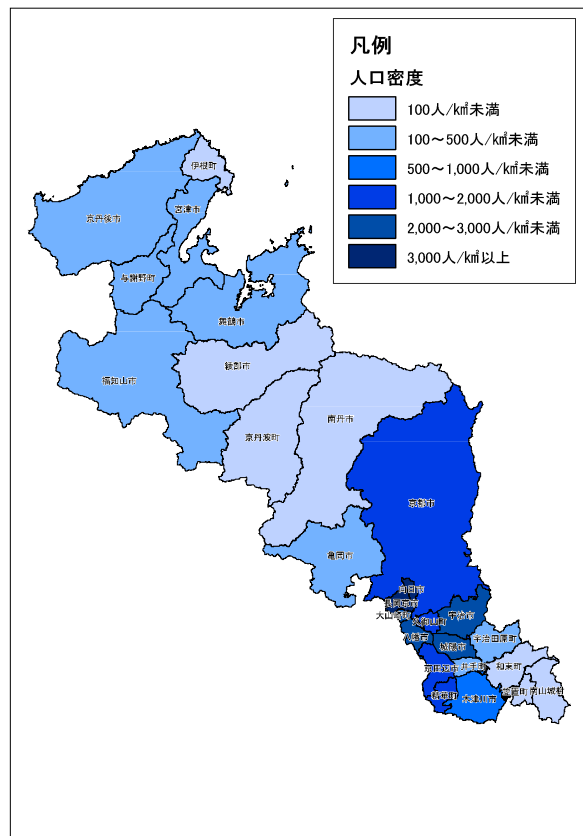 凡例
人口密度
100人/㎢未満
100～500人/㎢未満
500～1,000人/㎢未満
1,000～2,000人/㎢未満
2,000～3,000人/㎢未満
3,000人/㎢以上
伊根町
京丹後市
宮津市
与謝野町
舞鶴市
綾部市
福知山市
南丹市
京丹波町
京都市
亀岡市
向日市
長岡京市
大山崎町
久御山町
宇治市
八幡市
城陽市
宇治田原町
京田辺市
井手町
和束町
精華町
木津川市
笠置町
南山城村